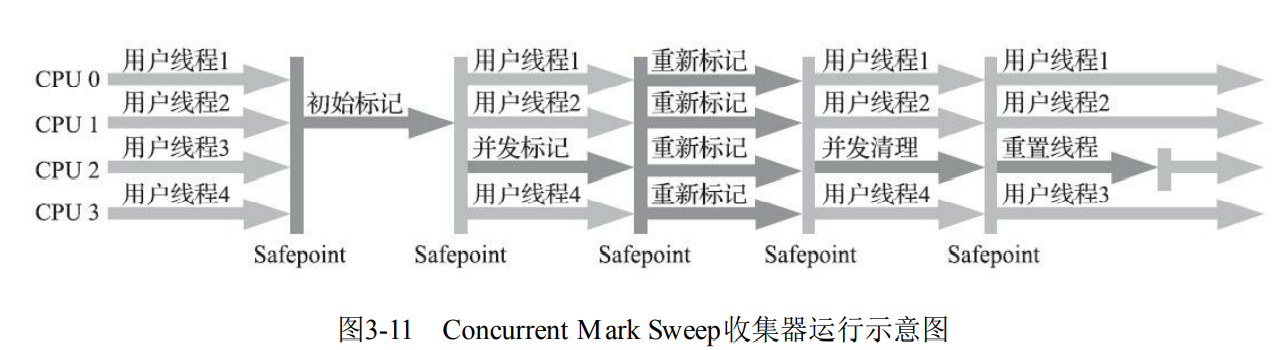 用户线程1 用户线程1 重新标记 用户线程1 用户线程1
CPU 0
用户线程2 初始标记 用户线程2 重新标记 用户线程2 用户线程2
CPU 1
用户线程3 并发标记 重新标记 并发清理 重置线程
CPU 2
用户线程4 用户线程4 重新标记 用户线程4 用户线程3
CPU 3
Safepoint Safepoint Safepoint Safepoint Safepoint
图3-11 Concurrent Mark Sweep收集器运行示意图